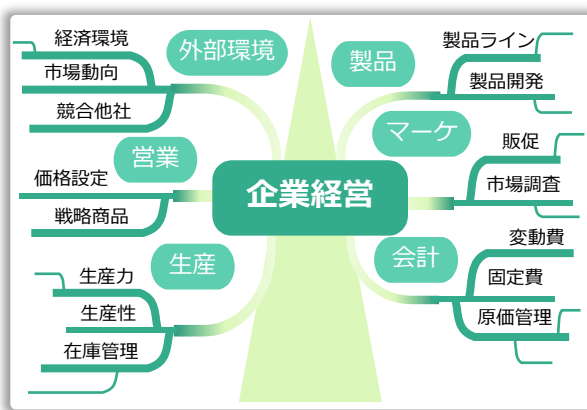 企業経営
外部環境
経済環境
市場動向
競合他社
営業
価格設定
戦略商品
生産
生産力
生産性
在庫管理
製品
製品ライン
製品開発
マーケ
販促
市場調査
会計
変動費
固定費
原価管理